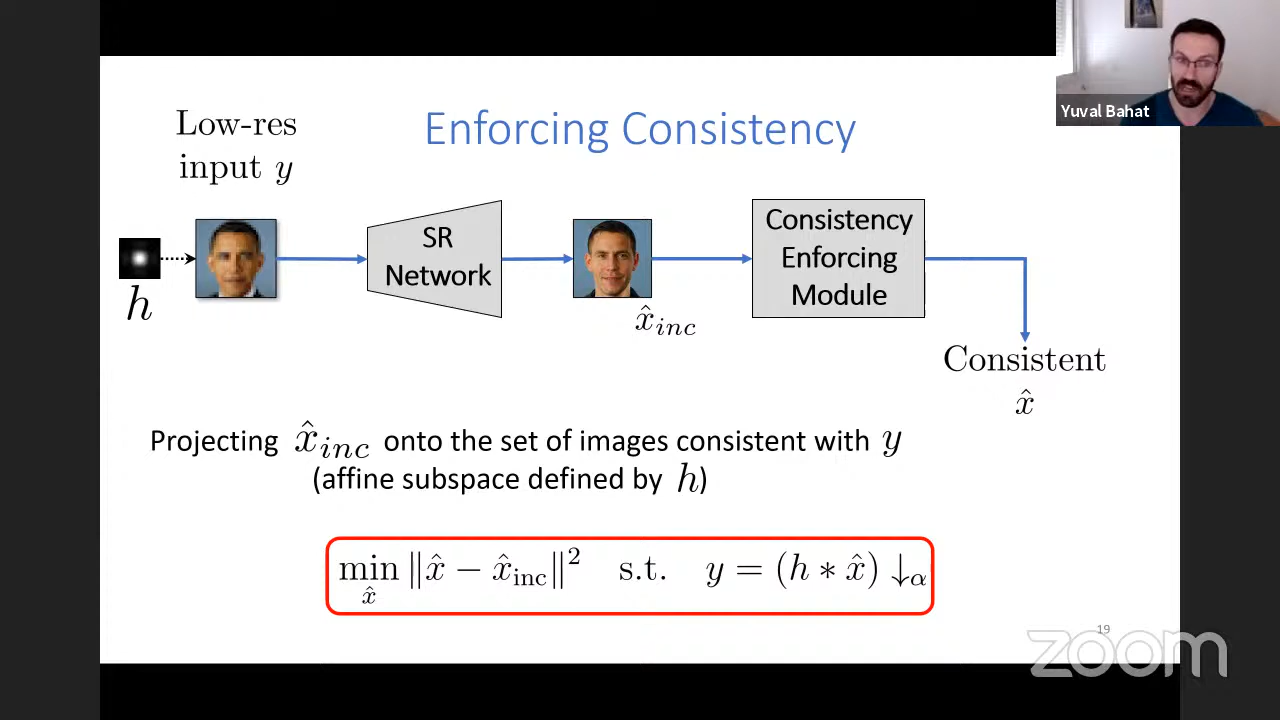 Yuval Bahat
Enforcing Consistency
Low-res
input y
h
SR
Network
x̂_inc
Consistency
Enforcing
Module
Consistent
x̂
Projecting x̂_inc onto the set of images consistent with y
(affine subspace defined by h)
min_x̂ ‖x̂ − x̂_inc‖² s.t. y = (h ∗ x̂) ↓_α
19
zoom